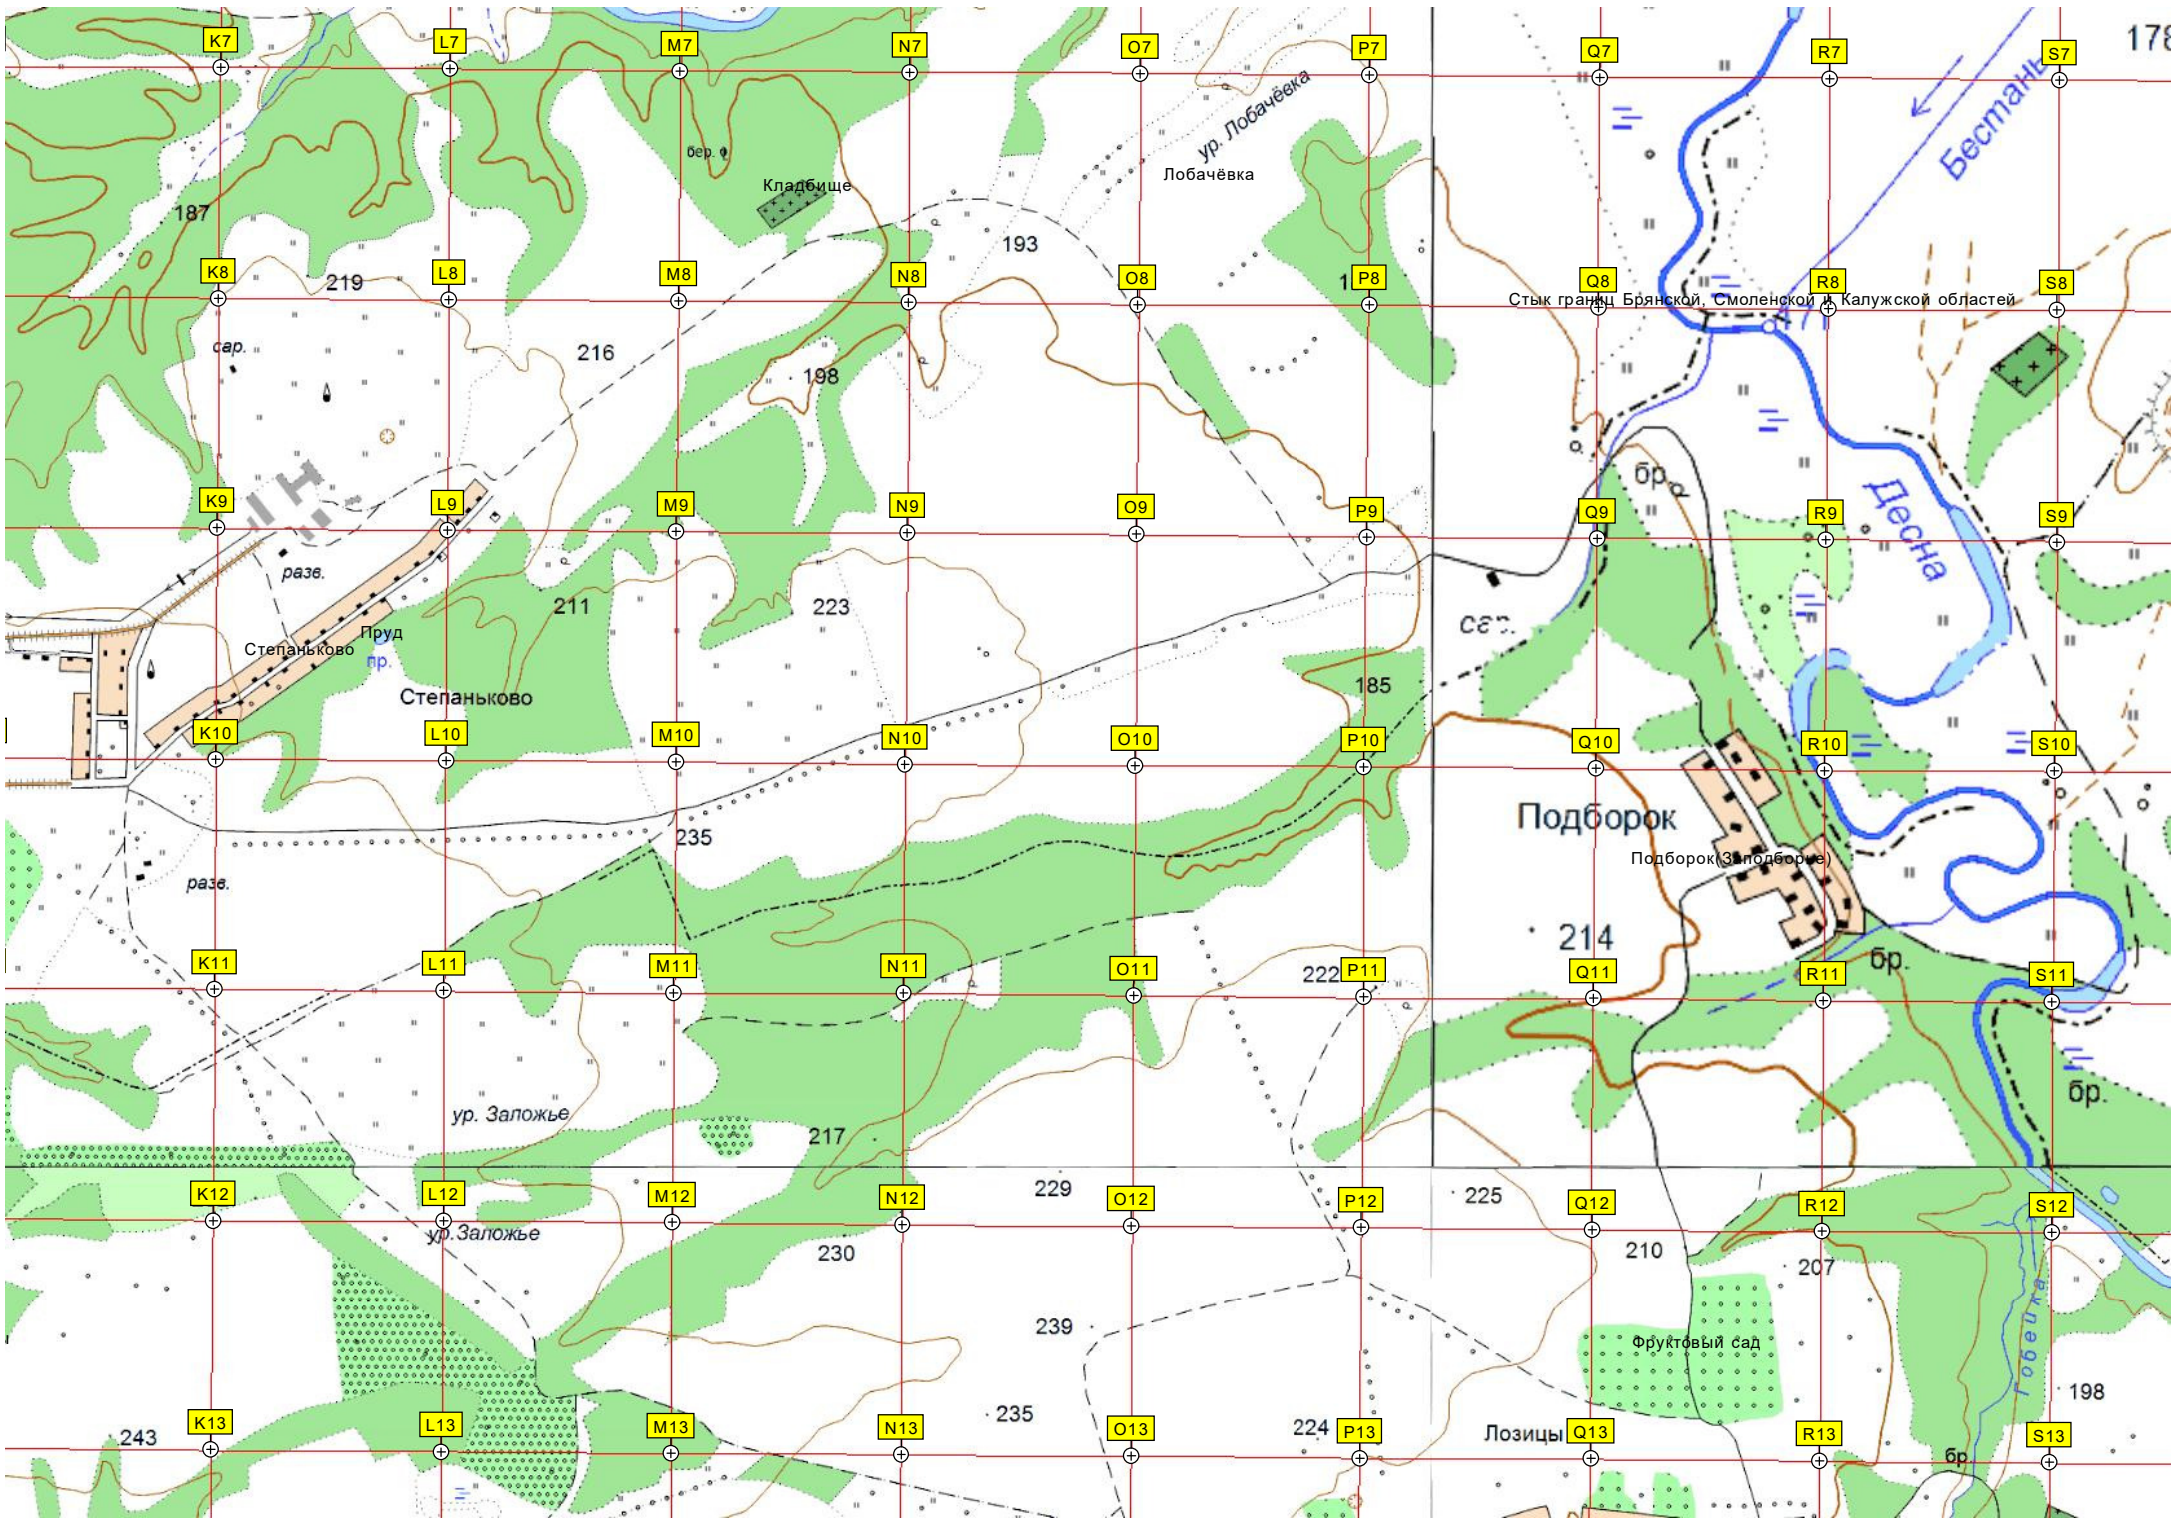 K7
L7
M7
N7
O7
P7
Q7
R7
S7
ур. Лобачёвка
Лобачёвка
Бестань
бер.
Кладбище
187
193
219
K8
L8
M8
N8
O8
P8
Q8
R8
S8
Стык границ Брянской, Смоленской и Калужской областей
сар.
216
198
бр.
Десна
K9
L9
M9
N9
O9
P9
Q9
R9
S9
разв.
211
223
сар.
Пруд
Степаньково
пр.
Степаньково
185
K10
L10
M10
N10
O10
P10
Q10
R10
S10
235
Подборок
Подборок(Заподборье)
разв.
214
бр.
K11
L11
M11
N11
O11
222
P11
Q11
R11
S11
бр.
ур. Заложье
217
229
225
K12
L12
M12
N12
O12
P12
Q12
R12
S12
ур.Заложье
230
210
207
Гобейка
239
Фруктовый сад
198
235
243
K13
L13
M13
N13
O13
224
P13
Лозицы
Q13
R13
S13
бр.